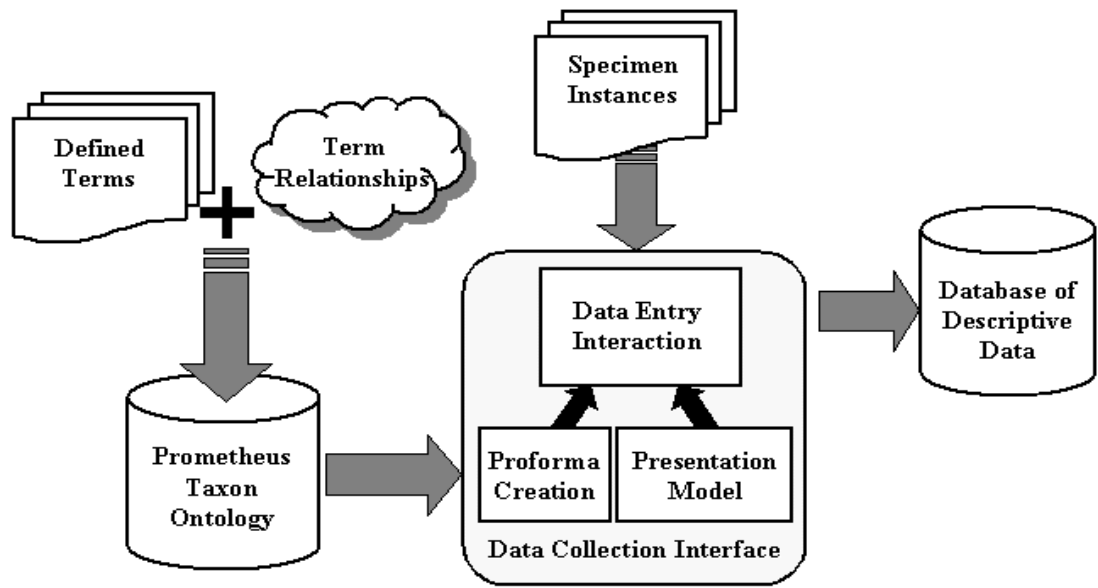 Defined
Terms
Term
Relationships
Specimen
Instances
Data Entry
Interaction
Database of
Descriptive
Data
Prometheus
Taxon
Ontology
Proforma
Creation
Presentation
Model
Data Collection Interface